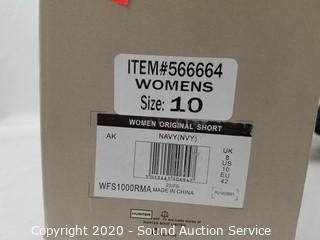 ITEM#566664
WOMENS
Size: 10
WOMEN ORIGINAL SHORT
AK
NAVY(NVY)
UK
8
US
10
EU
42
WFS1000RMA
MADE IN CHINA
HUNTER
Copyright 2020 - Sound Auction Service